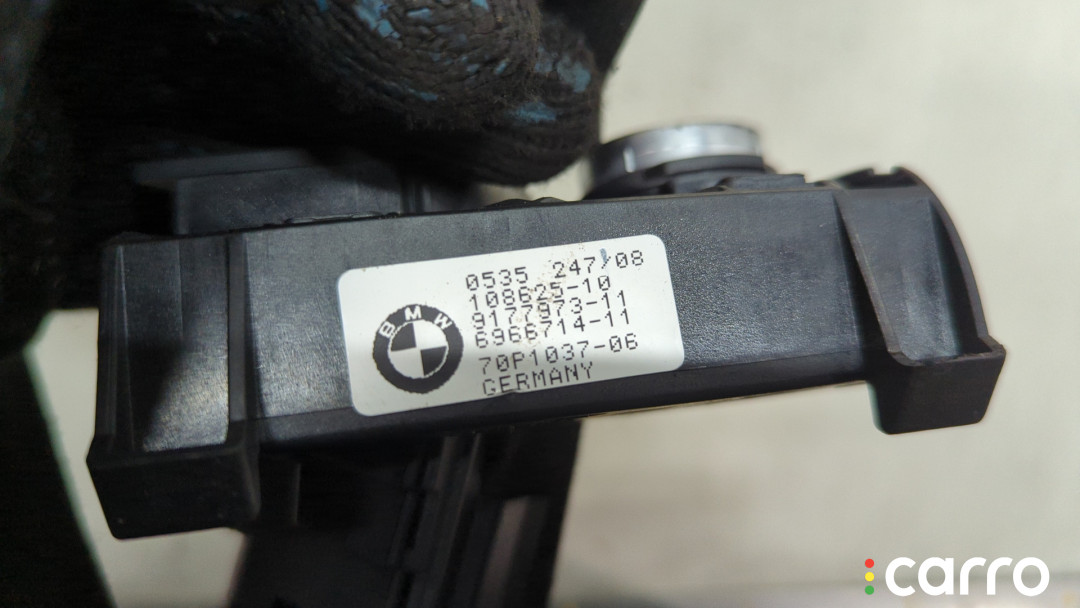 0535 247/08
108625-10
9177973-11
6966714-11
70P1037-06
GERMANY
BMW
carro